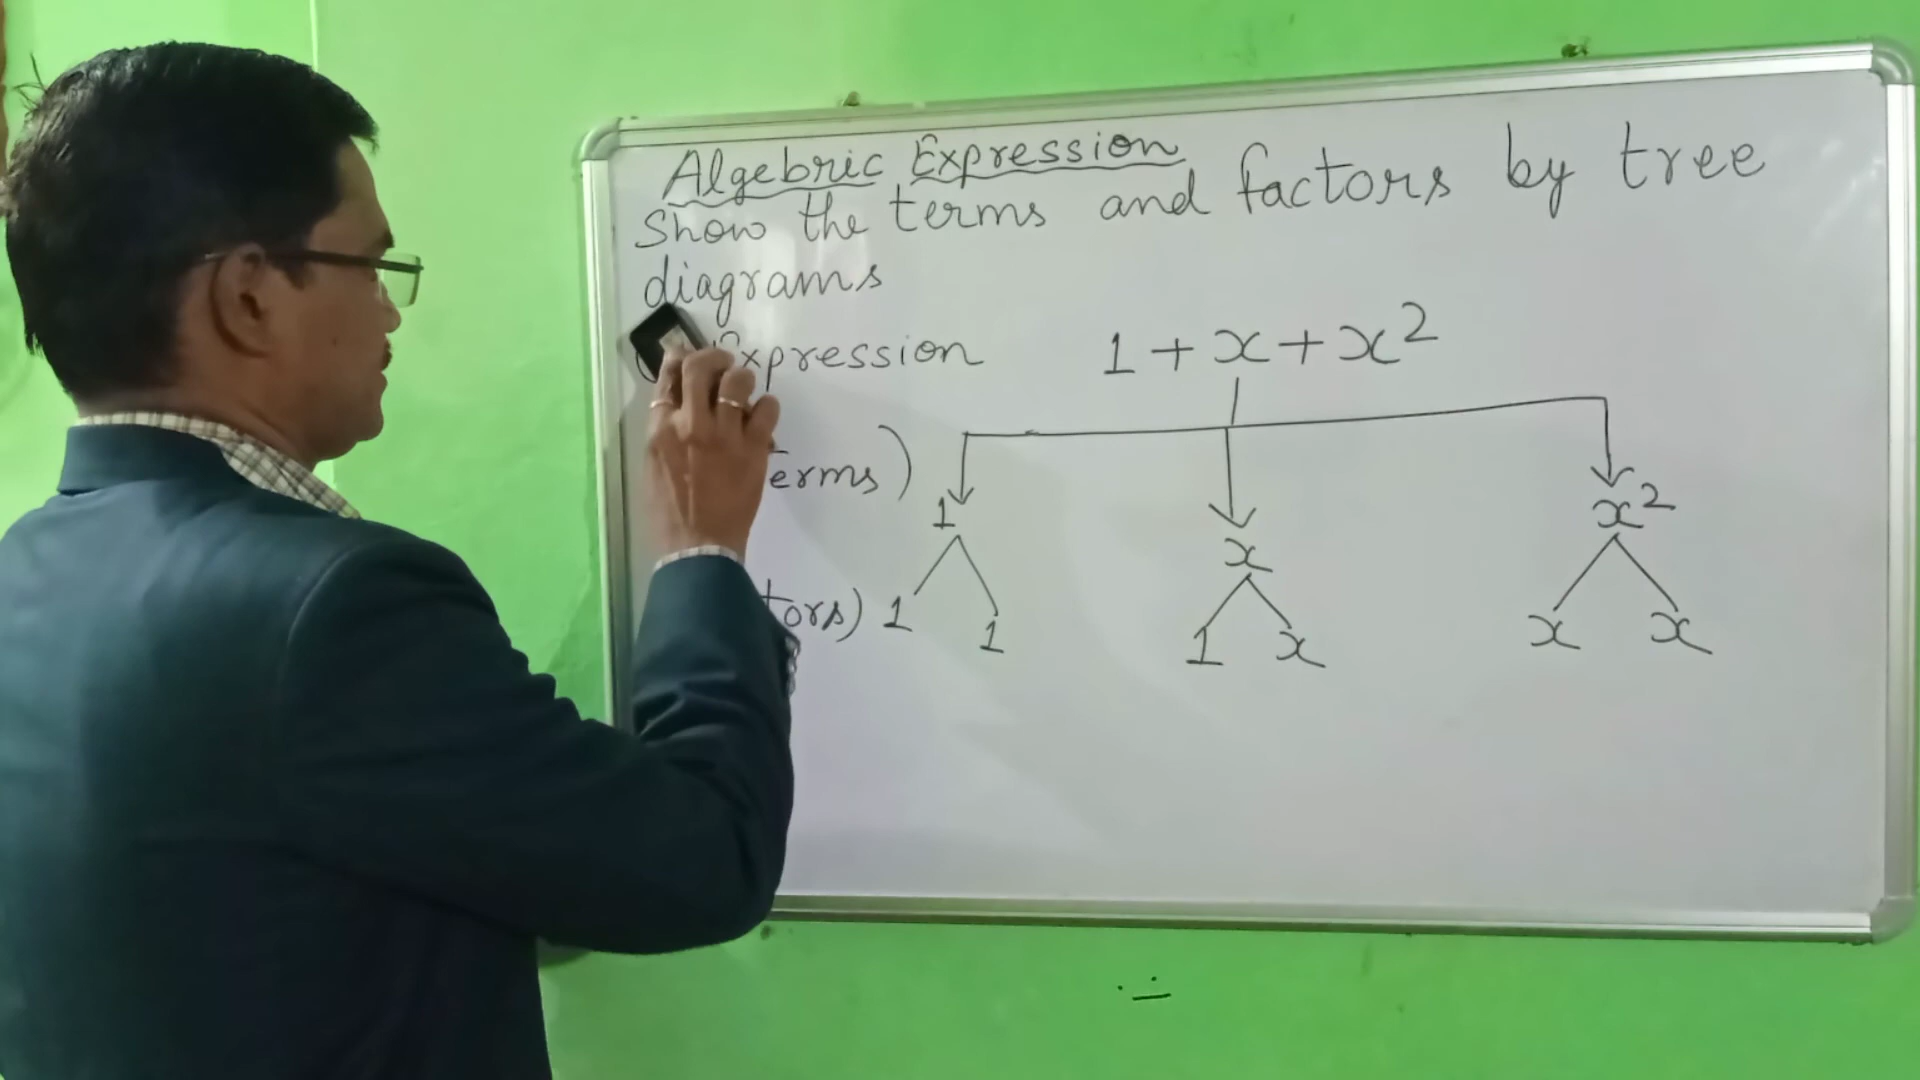 Algebric Expression
Show the terms and factors by tree
diagrams
Expression 1 + x + x²
erms)
1 x x²
tors) 1 1 1 x x x